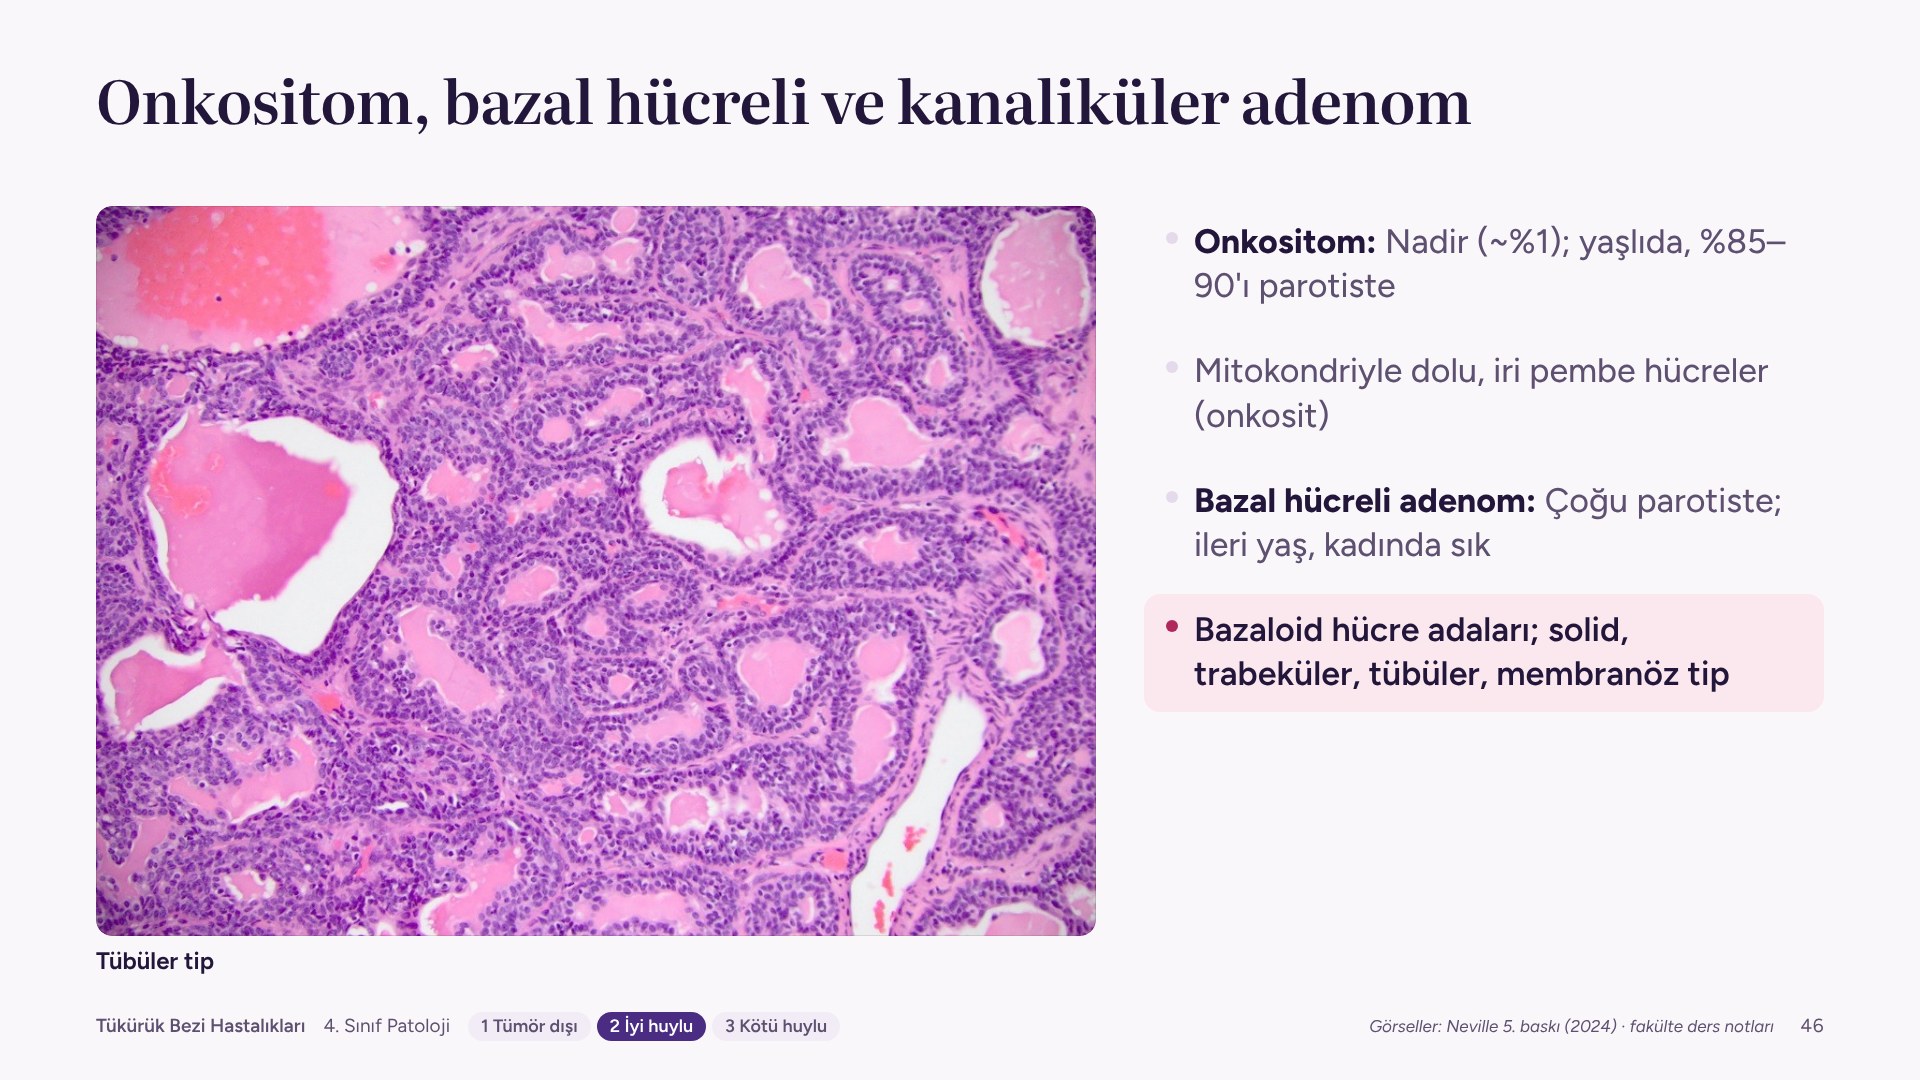 Onkositom, bazal hücreli ve kanaliküler adenom
Onkositom: Nadir (~%1); yaşlıda, %85–
90'ı parotiste
Mitokondriyle dolu, iri pembe hücreler
(onkosit)
Bazal hücreli adenom: Çoğu parotiste;
ileri yaş, kadında sık
Bazaloid hücre adaları; solid,
trabeküler, tübüler, membranöz tip
Tübüler tip
Tükürük Bezi Hastalıkları 4. Sınıf Patoloji 1 Tümör dışı 2 İyi huylu 3 Kötü huylu
Görseller: Neville 5. baskı (2024) · fakülte ders notları 46